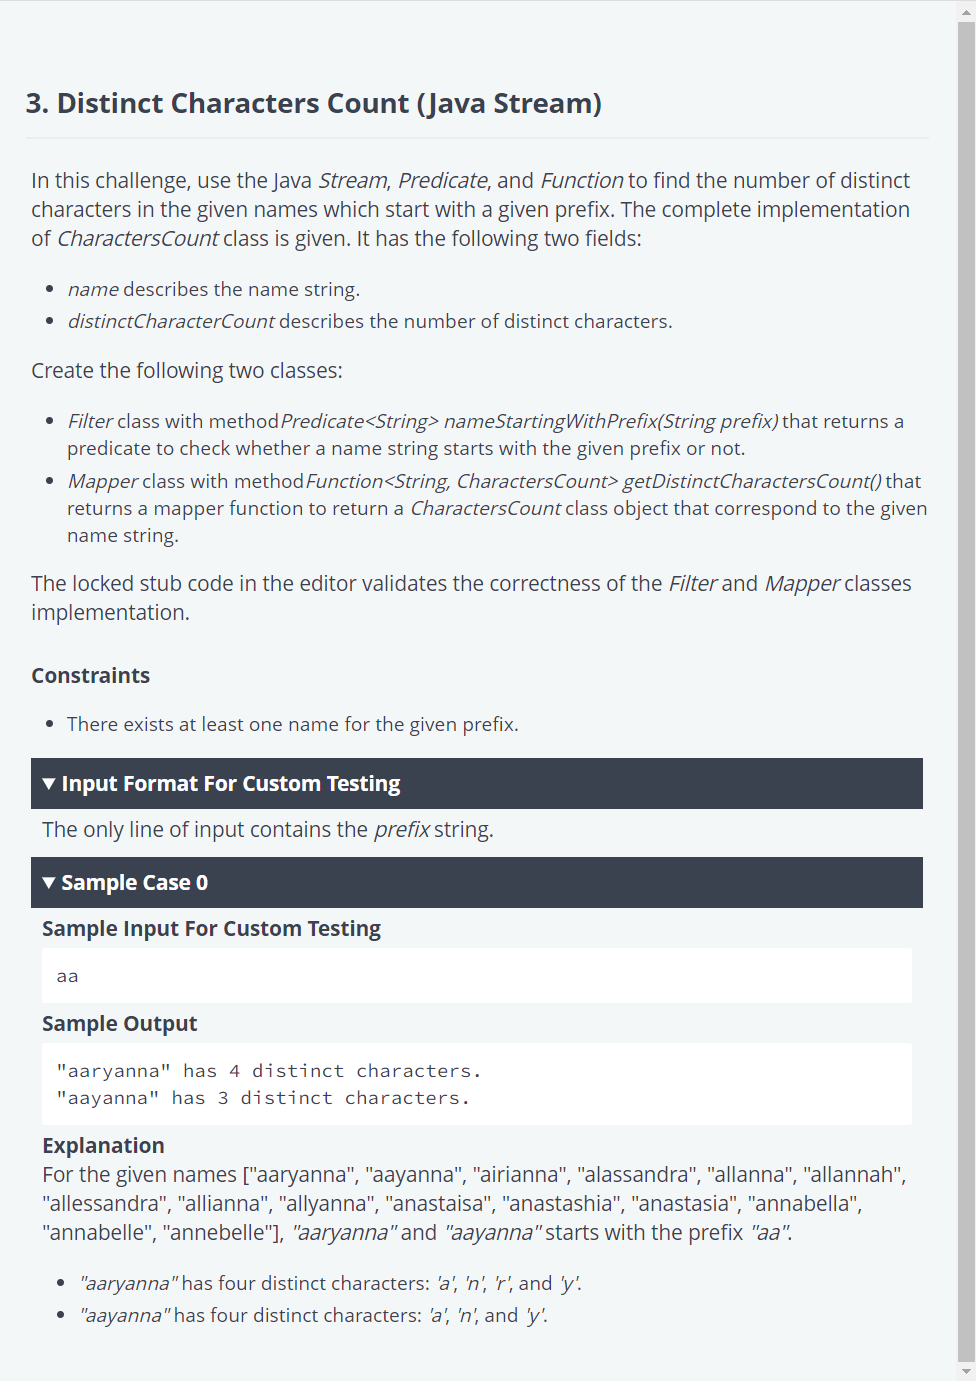 3. Distinct Characters Count (Java Stream)
In this challenge, use the Java Stream, Predicate, and Function to find the number of distinct
characters in the given names which start with a given prefix. The complete implementation
of CharactersCount class is given. It has the following two fields:
• name describes the name string.
• distinctCharacterCount describes the number of distinct characters.
Create the following two classes:
• Filter class with method Predicate<String> nameStartingWithPrefix(String prefix) that returns a
predicate to check whether a name string starts with the given prefix or not.
• Mapper class with method Function<String, CharactersCount> getDistinctCharactersCount() that
returns a mapper function to return a CharactersCount class object that correspond to the given
name string.
The locked stub code in the editor validates the correctness of the Filter and Mapper classes
implementation.
Constraints
• There exists at least one name for the given prefix.
▼ Input Format For Custom Testing
The only line of input contains the prefix string.
▼ Sample Case 0
Sample Input For Custom Testing
aa
Sample Output
"aaryanna" has 4 distinct characters.
"aayanna" has 3 distinct characters.
Explanation
For the given names ["aaryanna", "aayanna", "airianna", "alassandra", "allanna", "allannah",
"allessandra", "allianna", "allyanna", "anastaisa", "anastashia", "anastasia", "annabella",
"annabelle", "annebelle"], "aaryanna" and "aayanna" starts with the prefix "aa".
• "aaryanna" has four distinct characters: 'a', 'n', 'r', and 'y'.
• "aayanna" has four distinct characters: 'a', 'n', and 'y'.